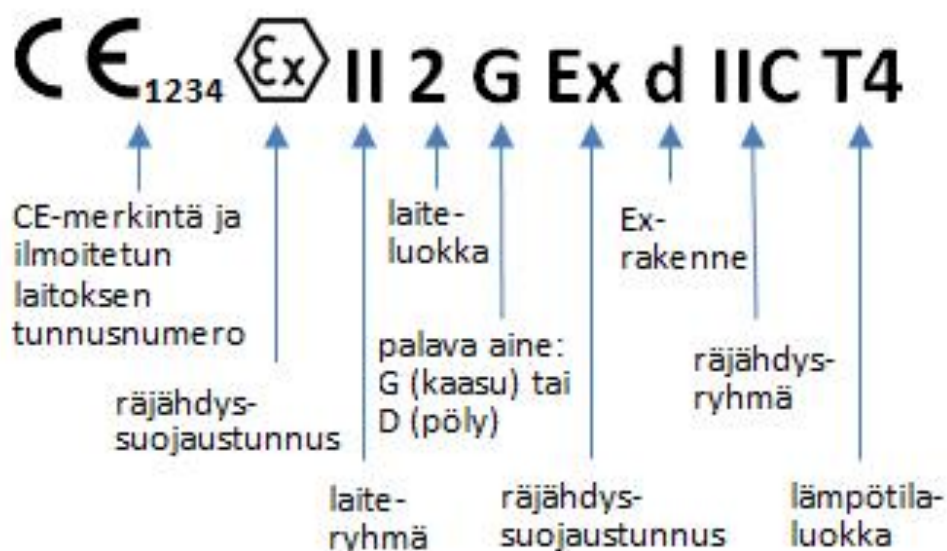 CE 1234 Ex II 2 G Ex d IIC T4
CE-merkintä ja
ilmoitetun
laitoksen
tunnusnumero
räjähdys-
suojaustunnus
laite-
ryhmä
laite-
luokka
palava aine:
G (kaasu) tai
D (pöly)
räjähdys-
suojaustunnus
Ex-
rakenne
räjähdys-
ryhmä
lämpötila-
luokka